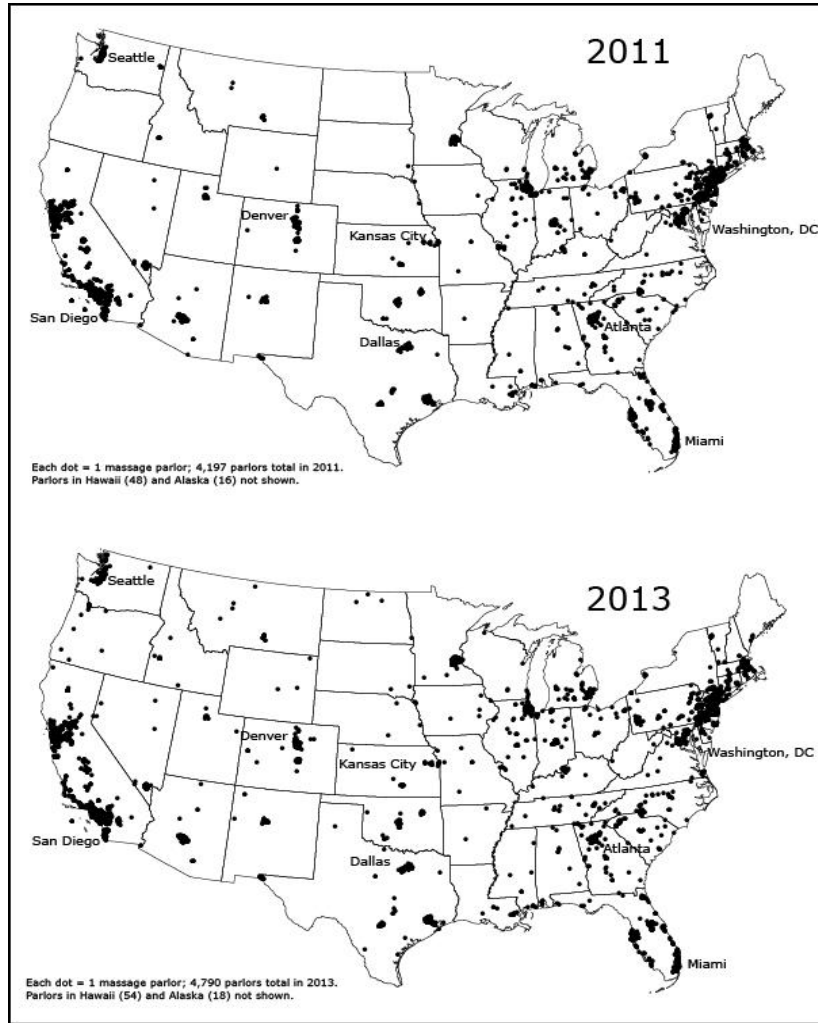 2011
Seattle
Denver
Kansas City
Washington, DC
San Diego
Atlanta
Dallas
Miami
Each dot = 1 massage parlor; 4,197 parlors total in 2011.
Parlors in Hawaii (48) and Alaska (16) not shown.
2013
Seattle
Denver
Washington, DC
Kansas City
San Diego
Atlanta
Dallas
Miami
Each dot = 1 massage parlor; 4,790 parlors total in 2013.
Parlors in Hawaii (54) and Alaska (18) not shown.